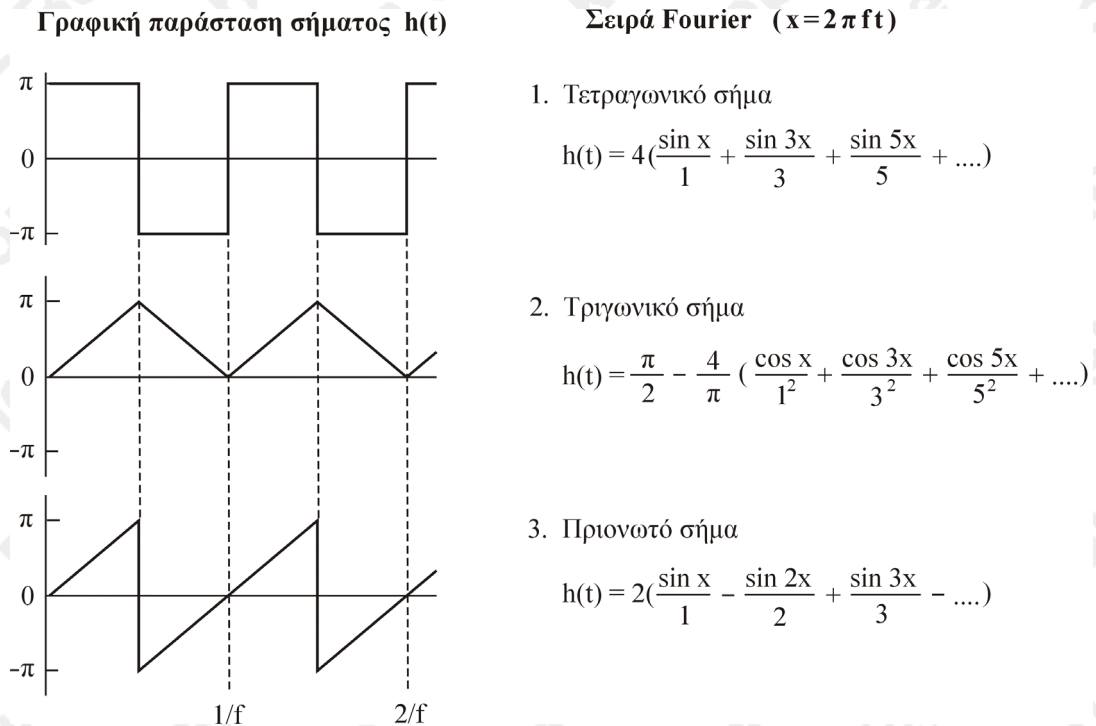 Γραφική παράσταση σήματος h(t)
Σειρά Fourier (x=2πft)
π
0
-π
1. Τετραγωνικό σήμα
h(t) = 4(sin x/1 + sin 3x/3 + sin 5x/5 + ....)
π
0
-π
2. Τριγωνικό σήμα
h(t) = π/2 - 4/π (cos x/1² + cos 3x/3² + cos 5x/5² + ....)
π
0
-π
1/f
2/f
3. Πριονωτό σήμα
h(t) = 2(sin x/1 - sin 2x/2 + sin 3x/3 - ....)